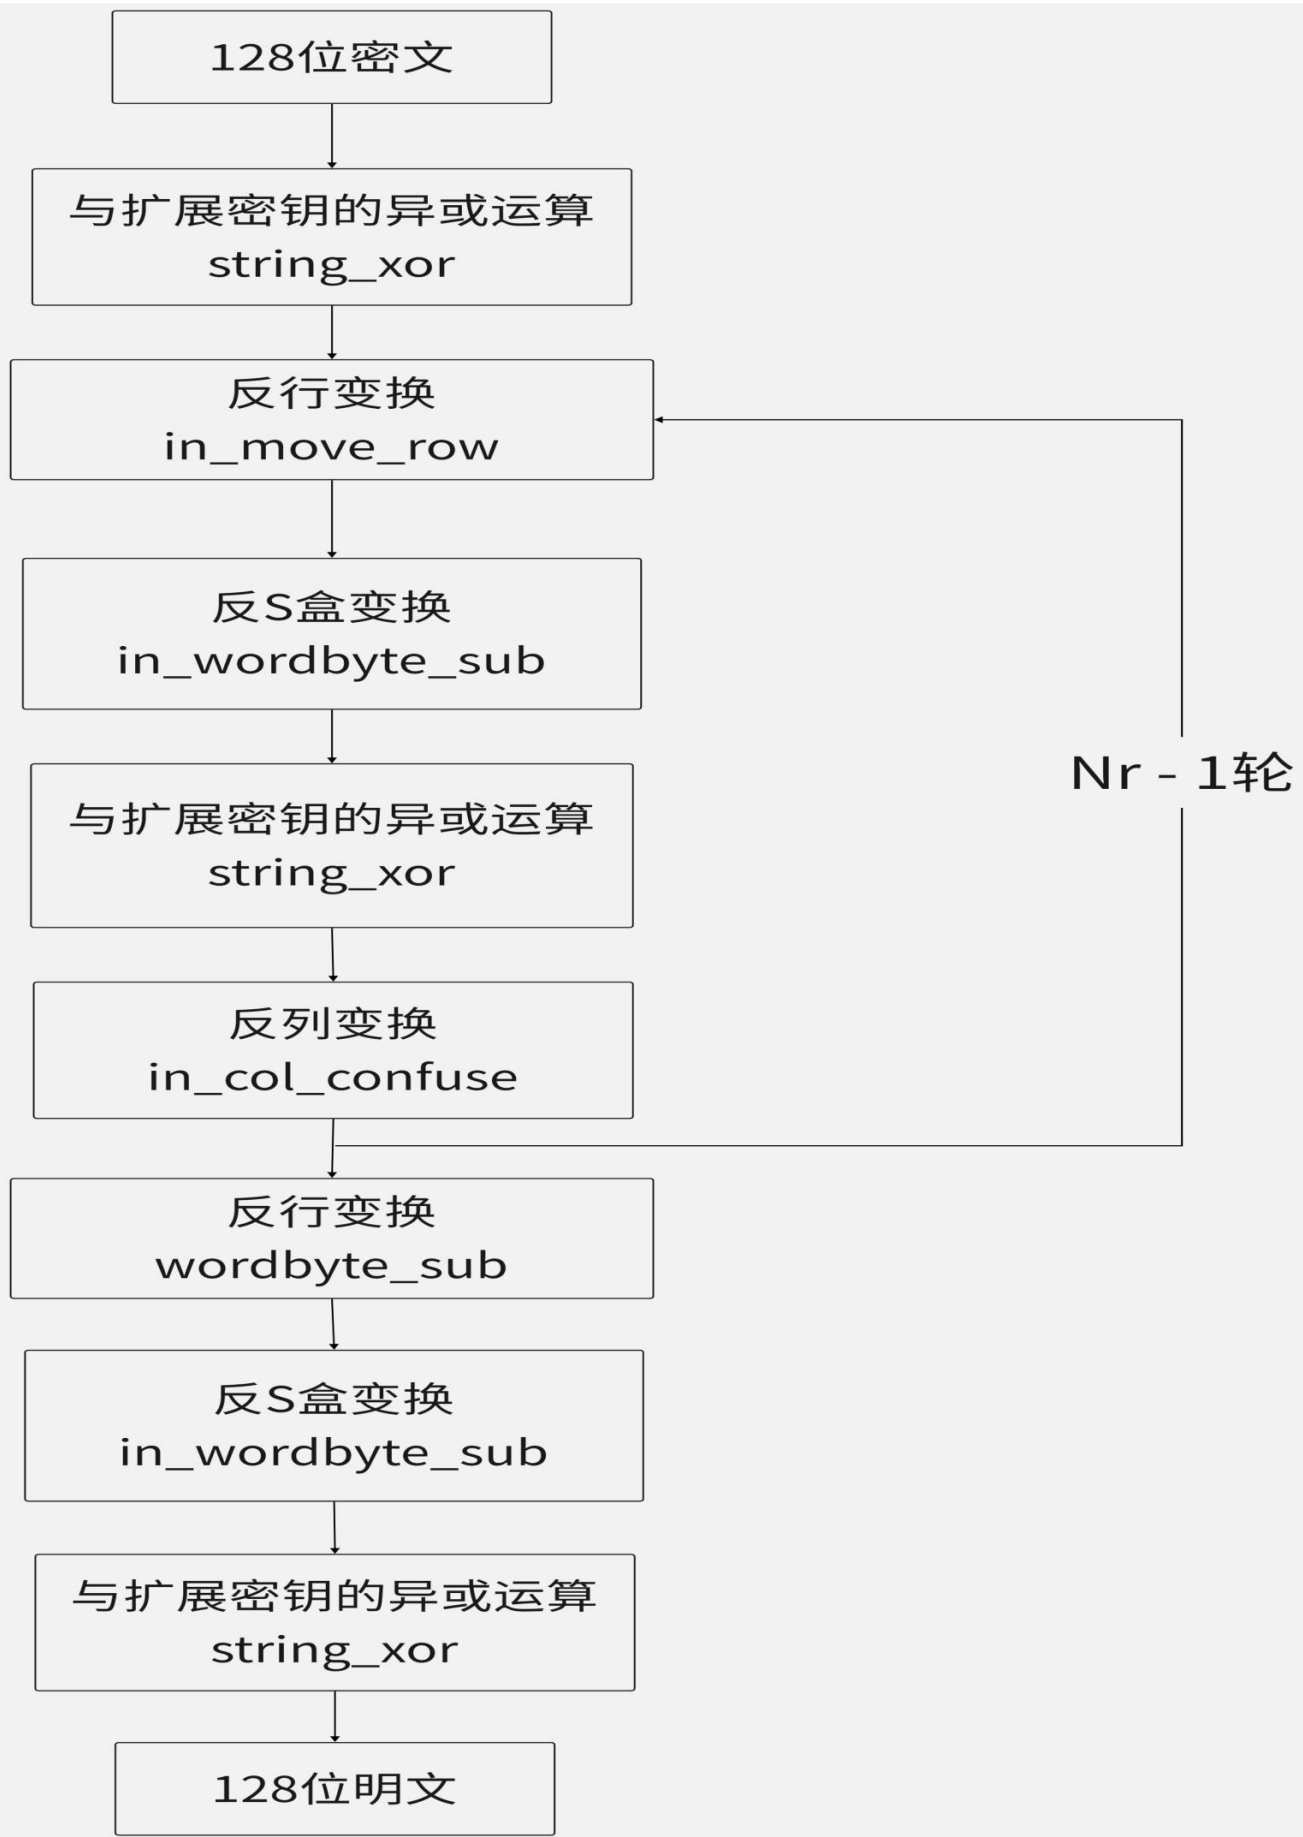 128位密文
与扩展密钥的异或运算
string_xor
反行变换
in_move_row
反S盒变换
in_wordbyte_sub
与扩展密钥的异或运算
string_xor
Nr - 1轮
反列变换
in_col_confuse
反行变换
wordbyte_sub
反S盒变换
in_wordbyte_sub
与扩展密钥的异或运算
string_xor
128位明文